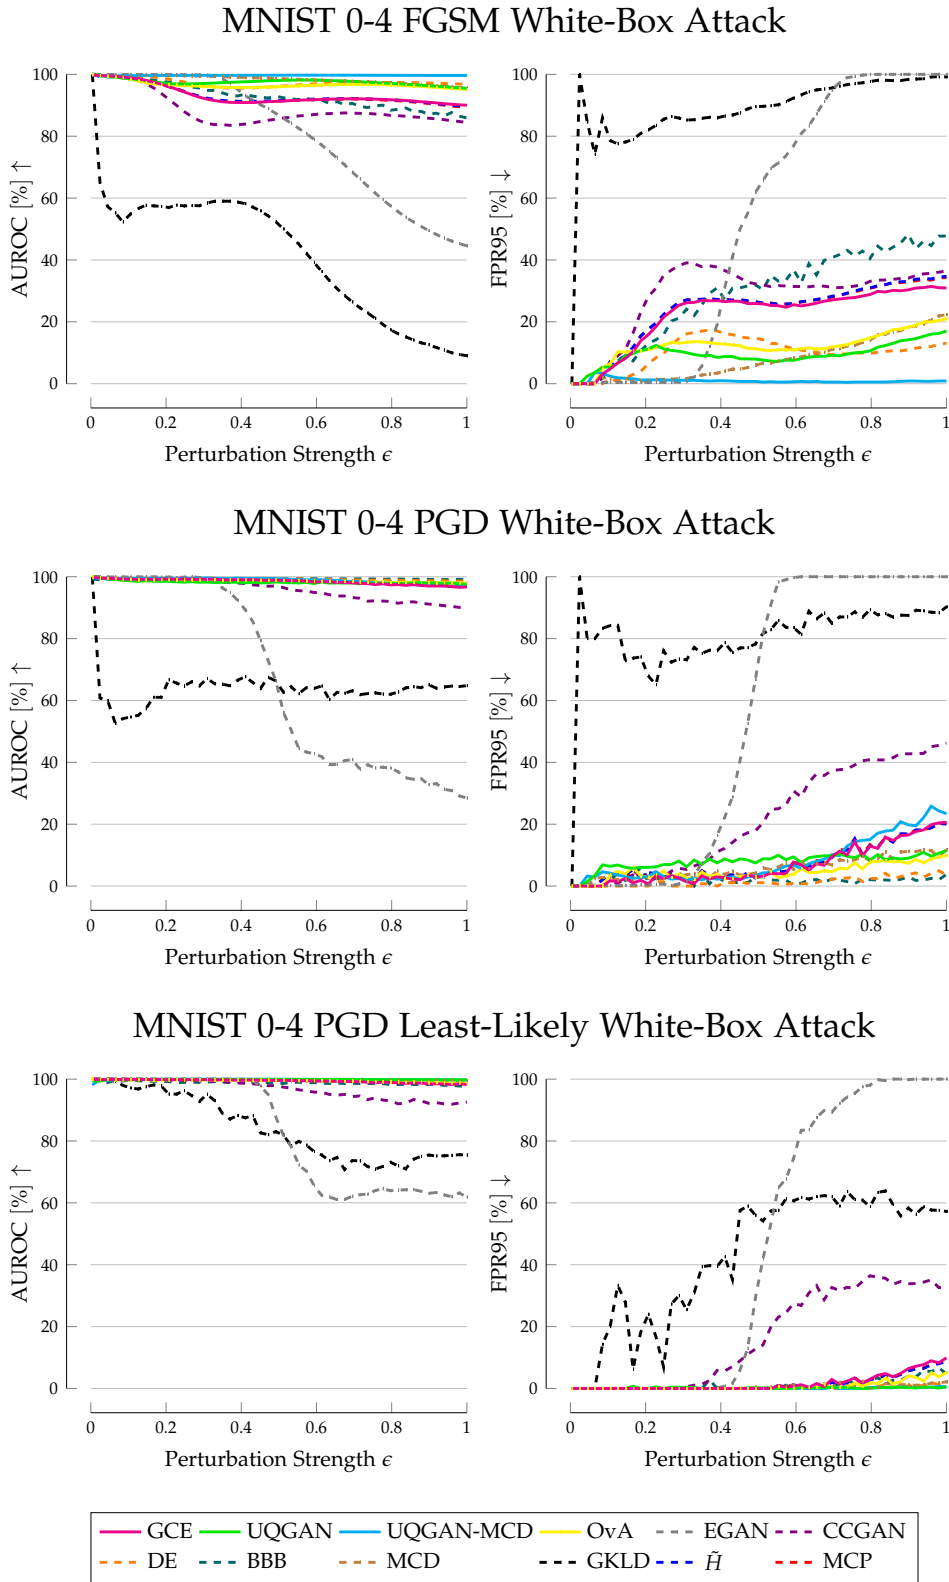 MNIST 0-4 FGSM White-Box Attack
AUROC [%] ↑
100
80
60
40
20
0
0 0.2 0.4 0.6 0.8 1
Perturbation Strength ϵ
FPR95 [%] ↓
100
80
60
40
20
0
0 0.2 0.4 0.6 0.8 1
Perturbation Strength ϵ
MNIST 0-4 PGD White-Box Attack
AUROC [%] ↑
100
80
60
40
20
0
0 0.2 0.4 0.6 0.8 1
Perturbation Strength ϵ
FPR95 [%] ↓
100
80
60
40
20
0
0 0.2 0.4 0.6 0.8 1
Perturbation Strength ϵ
MNIST 0-4 PGD Least-Likely White-Box Attack
AUROC [%] ↑
100
80
60
40
20
0
0 0.2 0.4 0.6 0.8 1
Perturbation Strength ϵ
FPR95 [%] ↓
100
80
60
40
20
0
0 0.2 0.4 0.6 0.8 1
Perturbation Strength ϵ
GCE UQGAN UQGAN-MCD OvA EGAN CCGAN
DE BBB MCD GKLD H̃ MCP